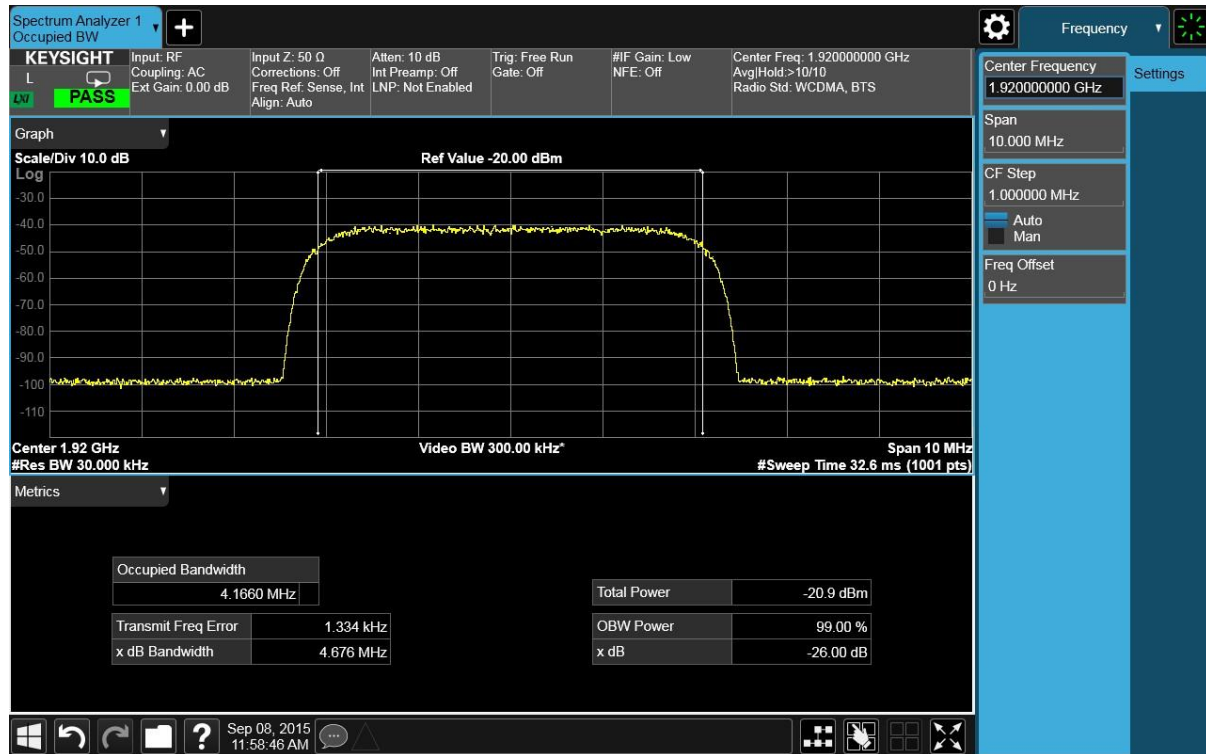 Spectrum Analyzer 1
Occupied BW
Frequency
KEYSIGHT
L
LXI
PASS
Input: RF
Coupling: AC
Ext Gain: 0.00 dB
Input Z: 50 Ω
Corrections: Off
Freq Ref: Sense, Int
Align: Auto
Atten: 10 dB
Int Preamp: Off
LNP: Not Enabled
Trig: Free Run
Gate: Off
#IF Gain: Low
NFE: Off
Center Freq: 1.920000000 GHz
Avg|Hold:>10/10
Radio Std: WCDMA, BTS
Center Frequency
1.920000000 GHz
Settings
Span
10.000 MHz
CF Step
1.000000 MHz
Auto
Man
Freq Offset
0 Hz
Graph
Scale/Div 10.0 dB
Ref Value -20.00 dBm
Log
-30.0
-40.0
-50.0
-60.0
-70.0
-80.0
-90.0
-100
-110
Center 1.92 GHz
Video BW 300.00 kHz*
Span 10 MHz
#Res BW 30.000 kHz
#Sweep Time 32.6 ms (1001 pts)
Metrics
Occupied Bandwidth
4.1660 MHz
Total Power -20.9 dBm
Transmit Freq Error 1.334 kHz
OBW Power 99.00 %
x dB Bandwidth 4.676 MHz
x dB -26.00 dB
?
Sep 08, 2015
11:58:46 AM